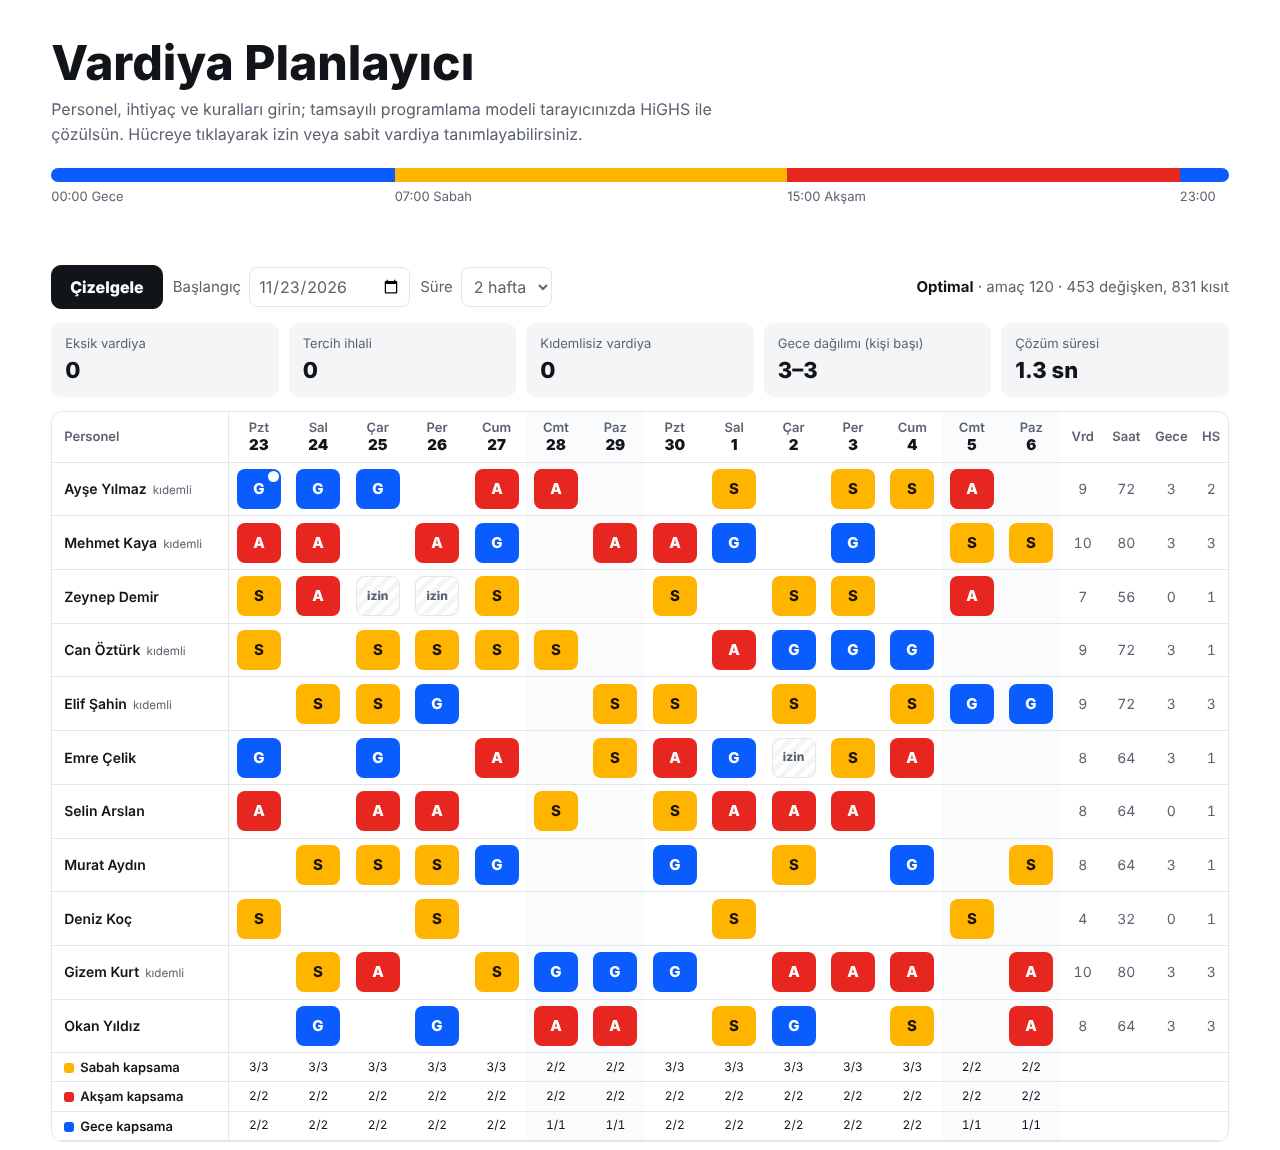 Vardiya Planlayıcı
Personel, ihtiyaç ve kuralları girin; tamsayılı programlama modeli tarayıcınızda HiGHS ile
çözülsün. Hücreye tıklayarak izin veya sabit vardiya tanımlayabilirsiniz.
00:00 Gece 07:00 Sabah 15:00 Akşam 23:00
Çizelgele Başlangıç 11/23/2026 Süre 2 hafta Optimal · amaç 120 · 453 değişken, 831 kısıt
Eksik vardiya Tercih ihlali Kıdemlisiz vardiya Gece dağılımı (kişi başı) Çözüm süresi
0 0 0 3–3 1.3 sn
Personel Pzt 23 Sal 24 Çar 25 Per 26 Cum 27 Cmt 28 Paz 29 Pzt 30 Sal 1 Çar 2 Per 3 Cum 4 Cmt 5 Paz 6 Vrd Saat Gece HS
Ayşe Yılmaz kıdemli G G G A A S S S A 9 72 3 2
Mehmet Kaya kıdemli A A A G A A G G S S 10 80 3 3
Zeynep Demir S A izin izin S S S S A 7 56 0 1
Can Öztürk kıdemli S S S S S A G G G 9 72 3 1
Elif Şahin kıdemli S S G S S S S G G 9 72 3 3
Emre Çelik G G A S A G izin S A 8 64 3 1
Selin Arslan A A A S S A A A 8 64 0 1
Murat Aydın S S S G G S G S 8 64 3 1
Deniz Koç S S S S 4 32 0 1
Gizem Kurt kıdemli S A S G G G A A A A 10 80 3 3
Okan Yıldız G G A A S G S A 8 64 3 3
Sabah kapsama 3/3 3/3 3/3 3/3 3/3 2/2 2/2 3/3 3/3 3/3 3/3 3/3 2/2 2/2
Akşam kapsama 2/2 2/2 2/2 2/2 2/2 2/2 2/2 2/2 2/2 2/2 2/2 2/2 2/2 2/2
Gece kapsama 2/2 2/2 2/2 2/2 2/2 1/1 1/1 2/2 2/2 2/2 2/2 2/2 1/1 1/1